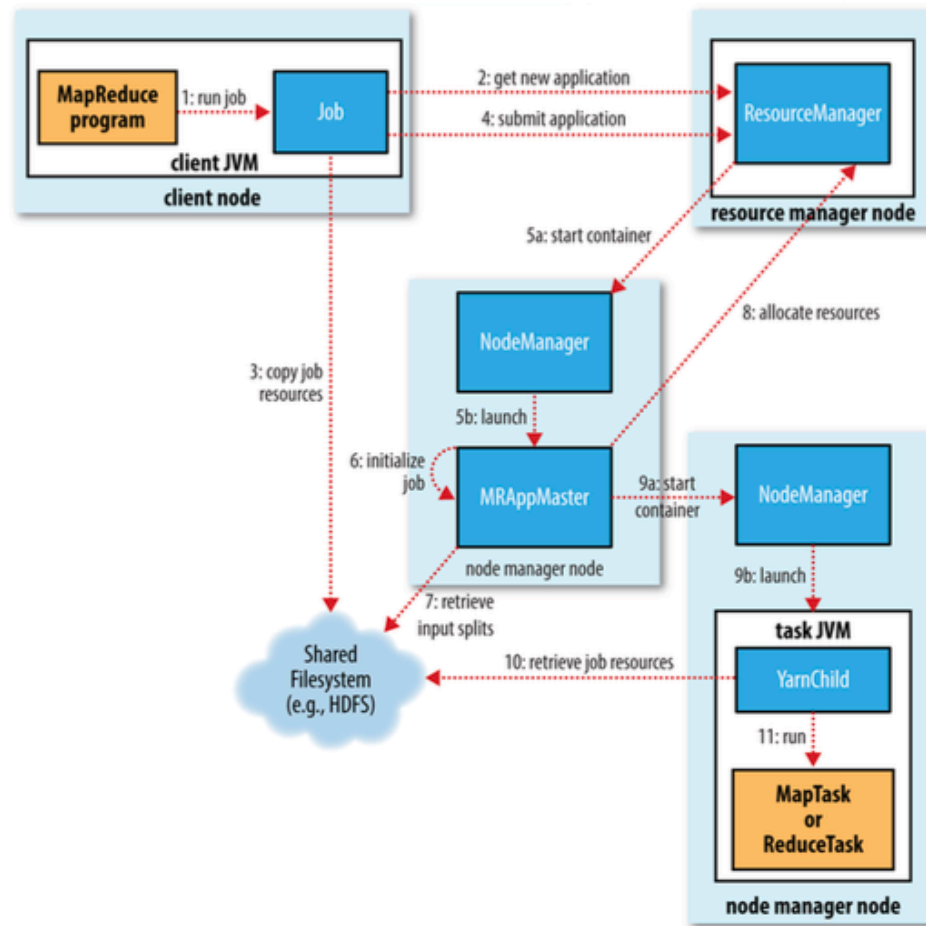 MapReduce
program
1: run job
Job
client JVM
client node
2: get new application
4: submit application
ResourceManager
resource manager node
5a: start container
8: allocate resources
3: copy job
resources
NodeManager
5b: launch
6: initialize
job
MRAppMaster
node manager node
9a: start
container
NodeManager
9b: launch
7: retrieve
input splits
Shared
Filesystem
(e.g., HDFS)
10: retrieve job resources
task JVM
YarnChild
11: run
MapTask
or
ReduceTask
node manager node